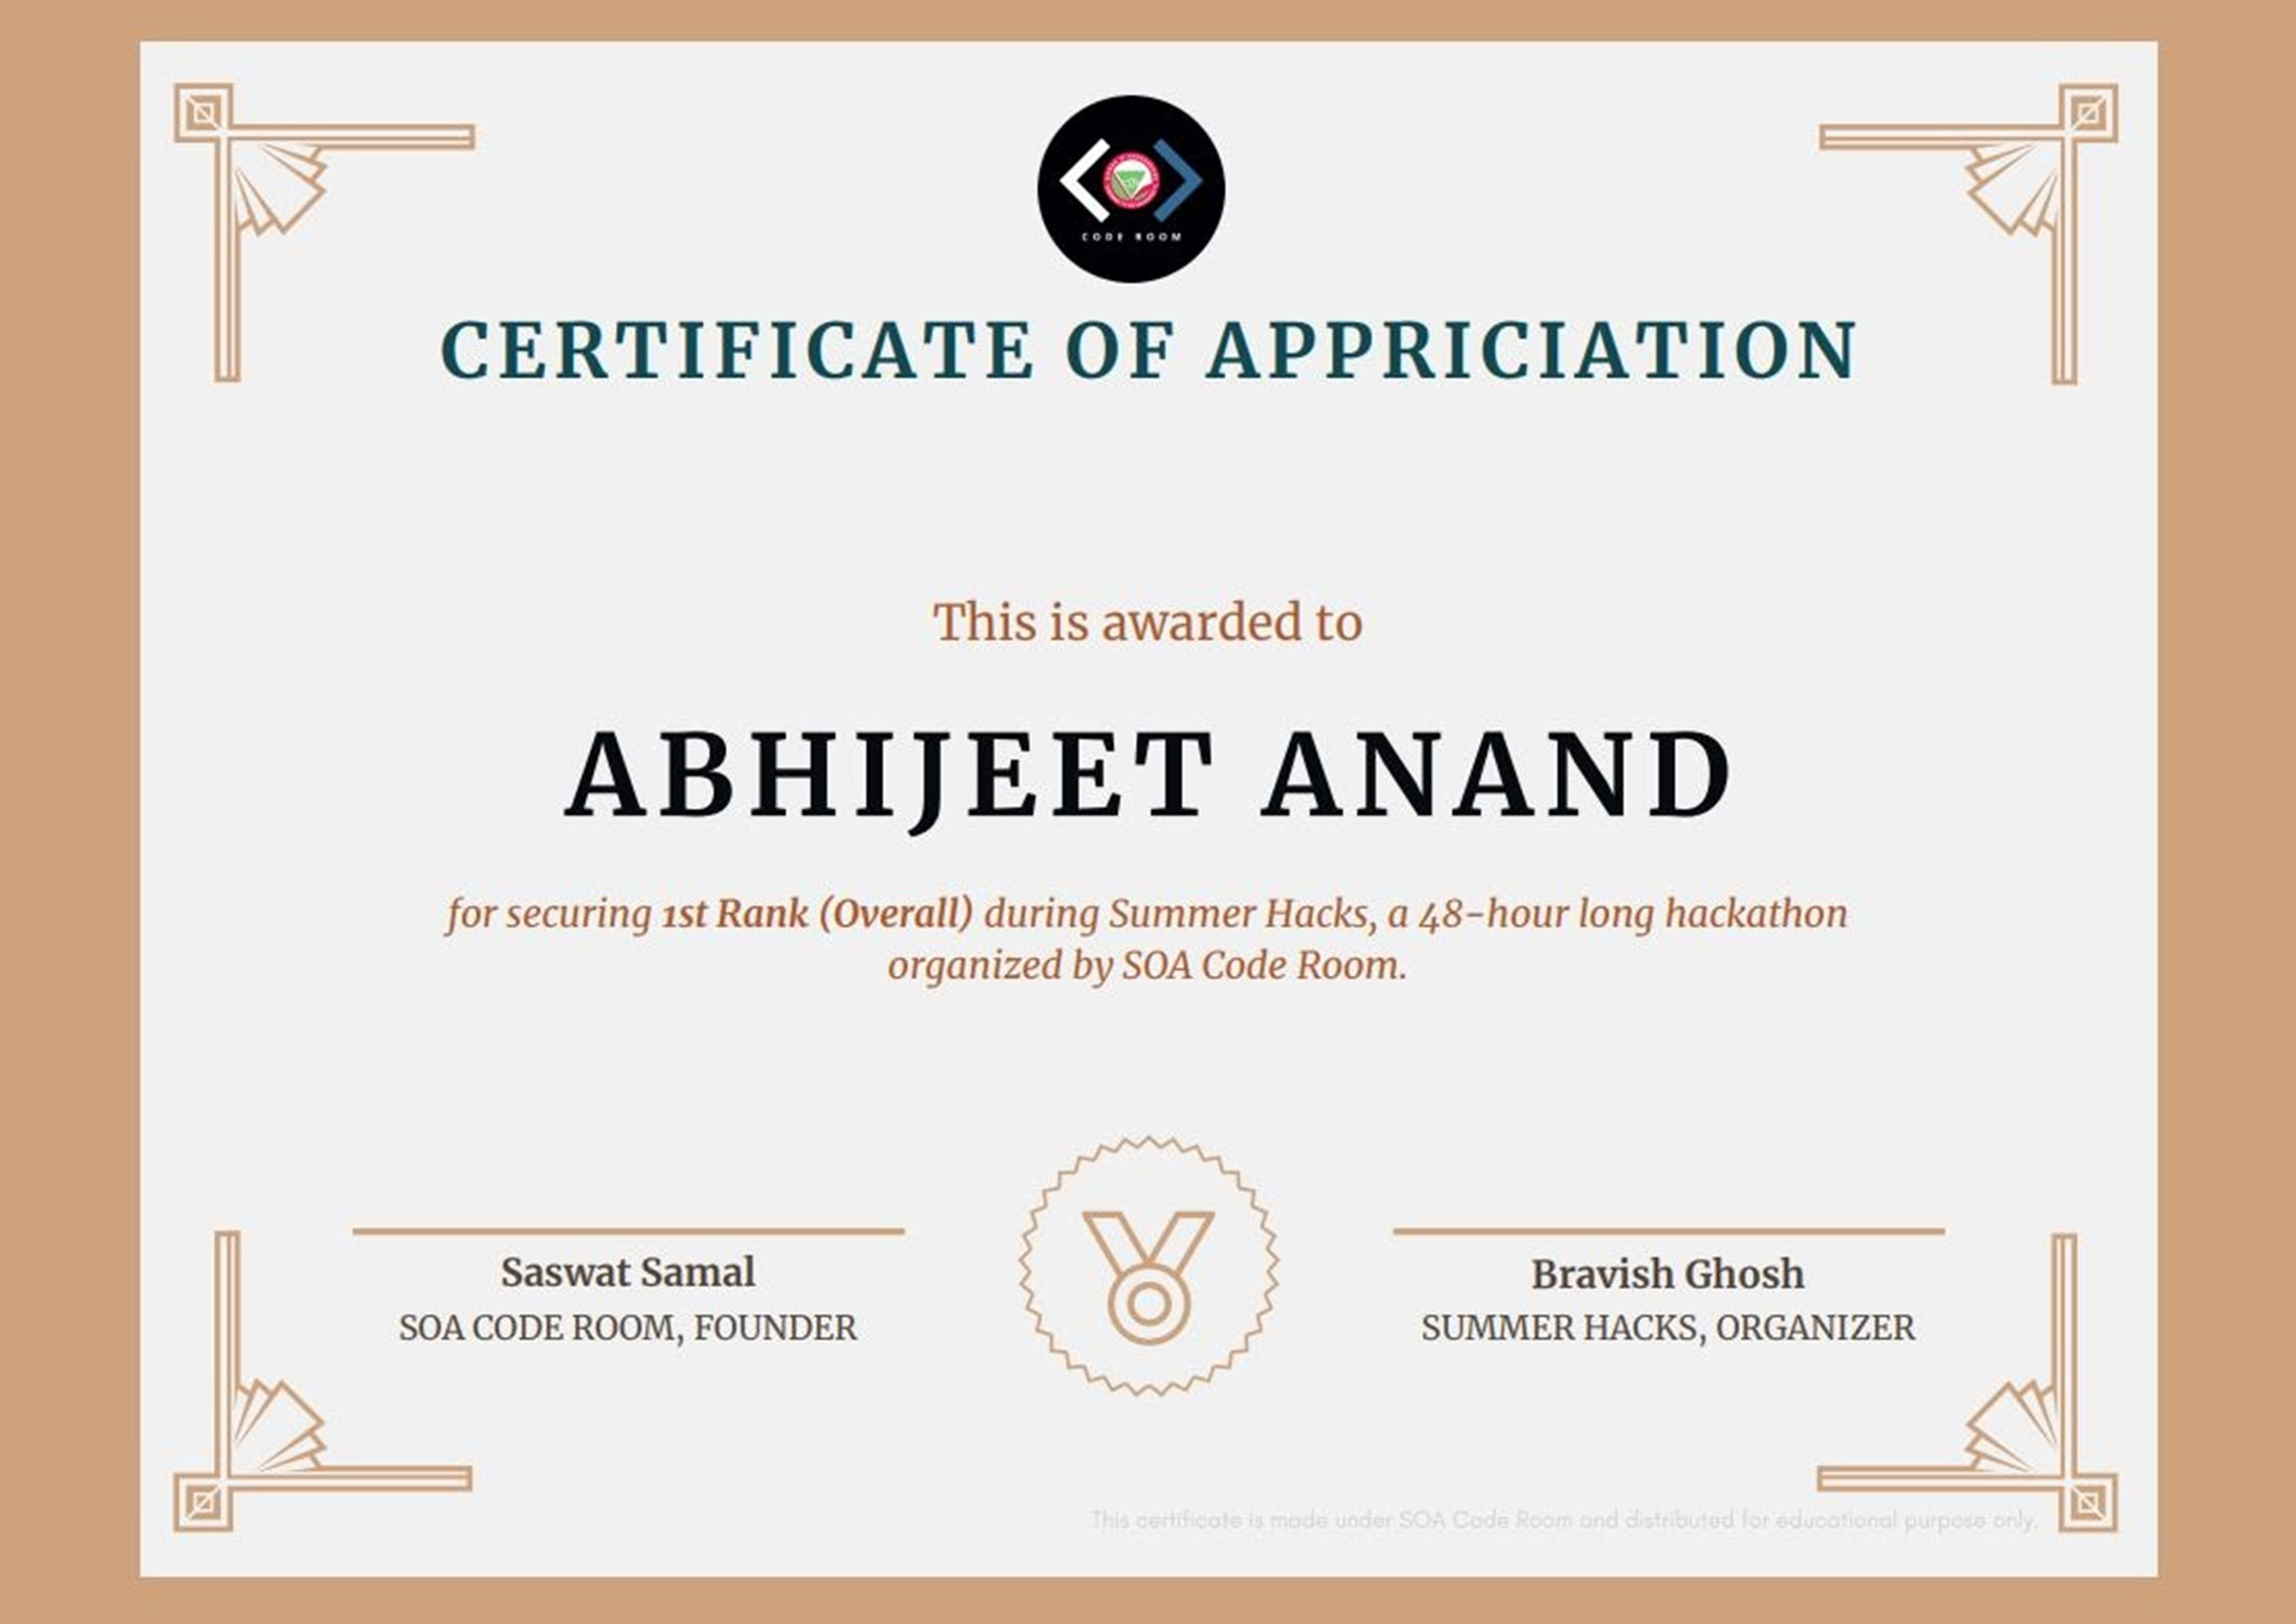 CODE ROOM
CERTIFICATE OF APPRICIATION
This is awarded to
ABHIJEET ANAND
for securing 1st Rank (Overall) during Summer Hacks, a 48-hour long hackathon
organized by SOA Code Room.
Saswat Samal
SOA CODE ROOM, FOUNDER
Bravish Ghosh
SUMMER HACKS, ORGANIZER
This certificate is made under SOA Code Room and distributed for educational purpose only.